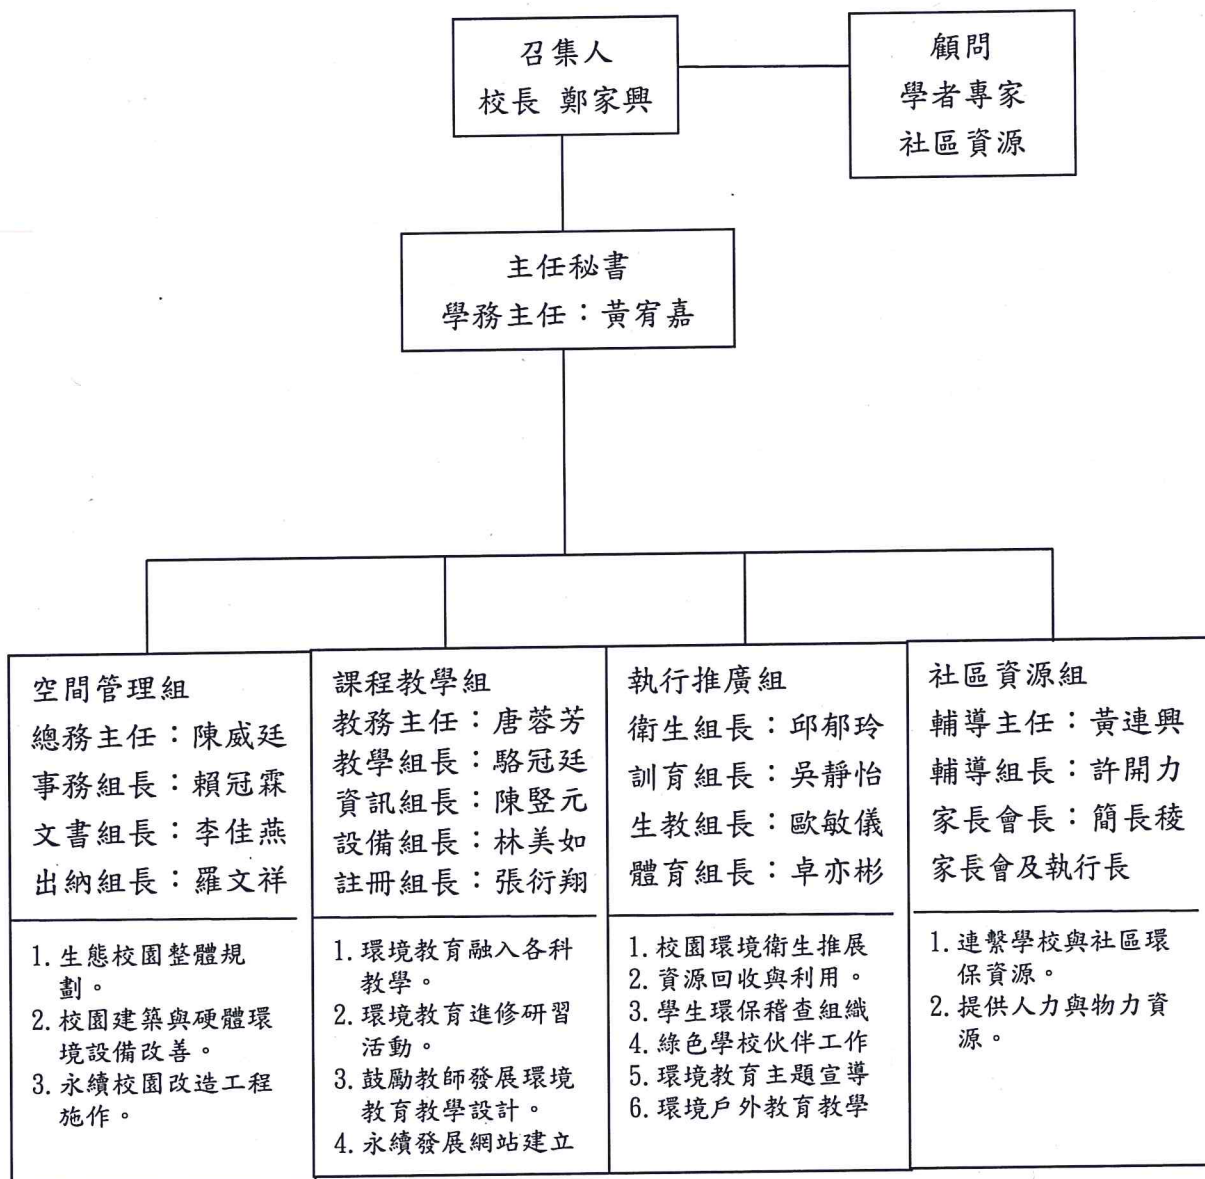 召集人
校長 鄭家興
顧問
學者專家
社區資源
主任秘書
學務主任：黃宥嘉
空間管理組
總務主任：陳威廷
事務組長：賴冠霖
文書組長：李佳燕
出納組長：羅文祥
1.生態校園整體規
劃。
2.校園建築與硬體環
境設備改善。
3.永續校園改造工程
施作。
課程教學組
教務主任：唐蓉芳
教學組長：駱冠廷
資訊組長：陳竪元
設備組長：林美如
註冊組長：張衍翔
1.環境教育融入各科
教學。
2.環境教育進修研習
活動。
3.鼓勵教師發展環境
教育教學設計。
4.永續發展網站建立
執行推廣組
衛生組長：邱郁玲
訓育組長：吳靜怡
生教組長：歐敏儀
體育組長：卓亦彬
1.校園環境衛生推展
2.資源回收與利用。
3.學生環保稽查組織
4.綠色學校伙伴工作
5.環境教育主題宣導
6.環境戶外教育教學
社區資源組
輔導主任：黃連興
輔導組長：許開力
家長會長：簡長稜
家長會及執行長
1.連繫學校與社區環
保資源。
2.提供人力與物力資
源。